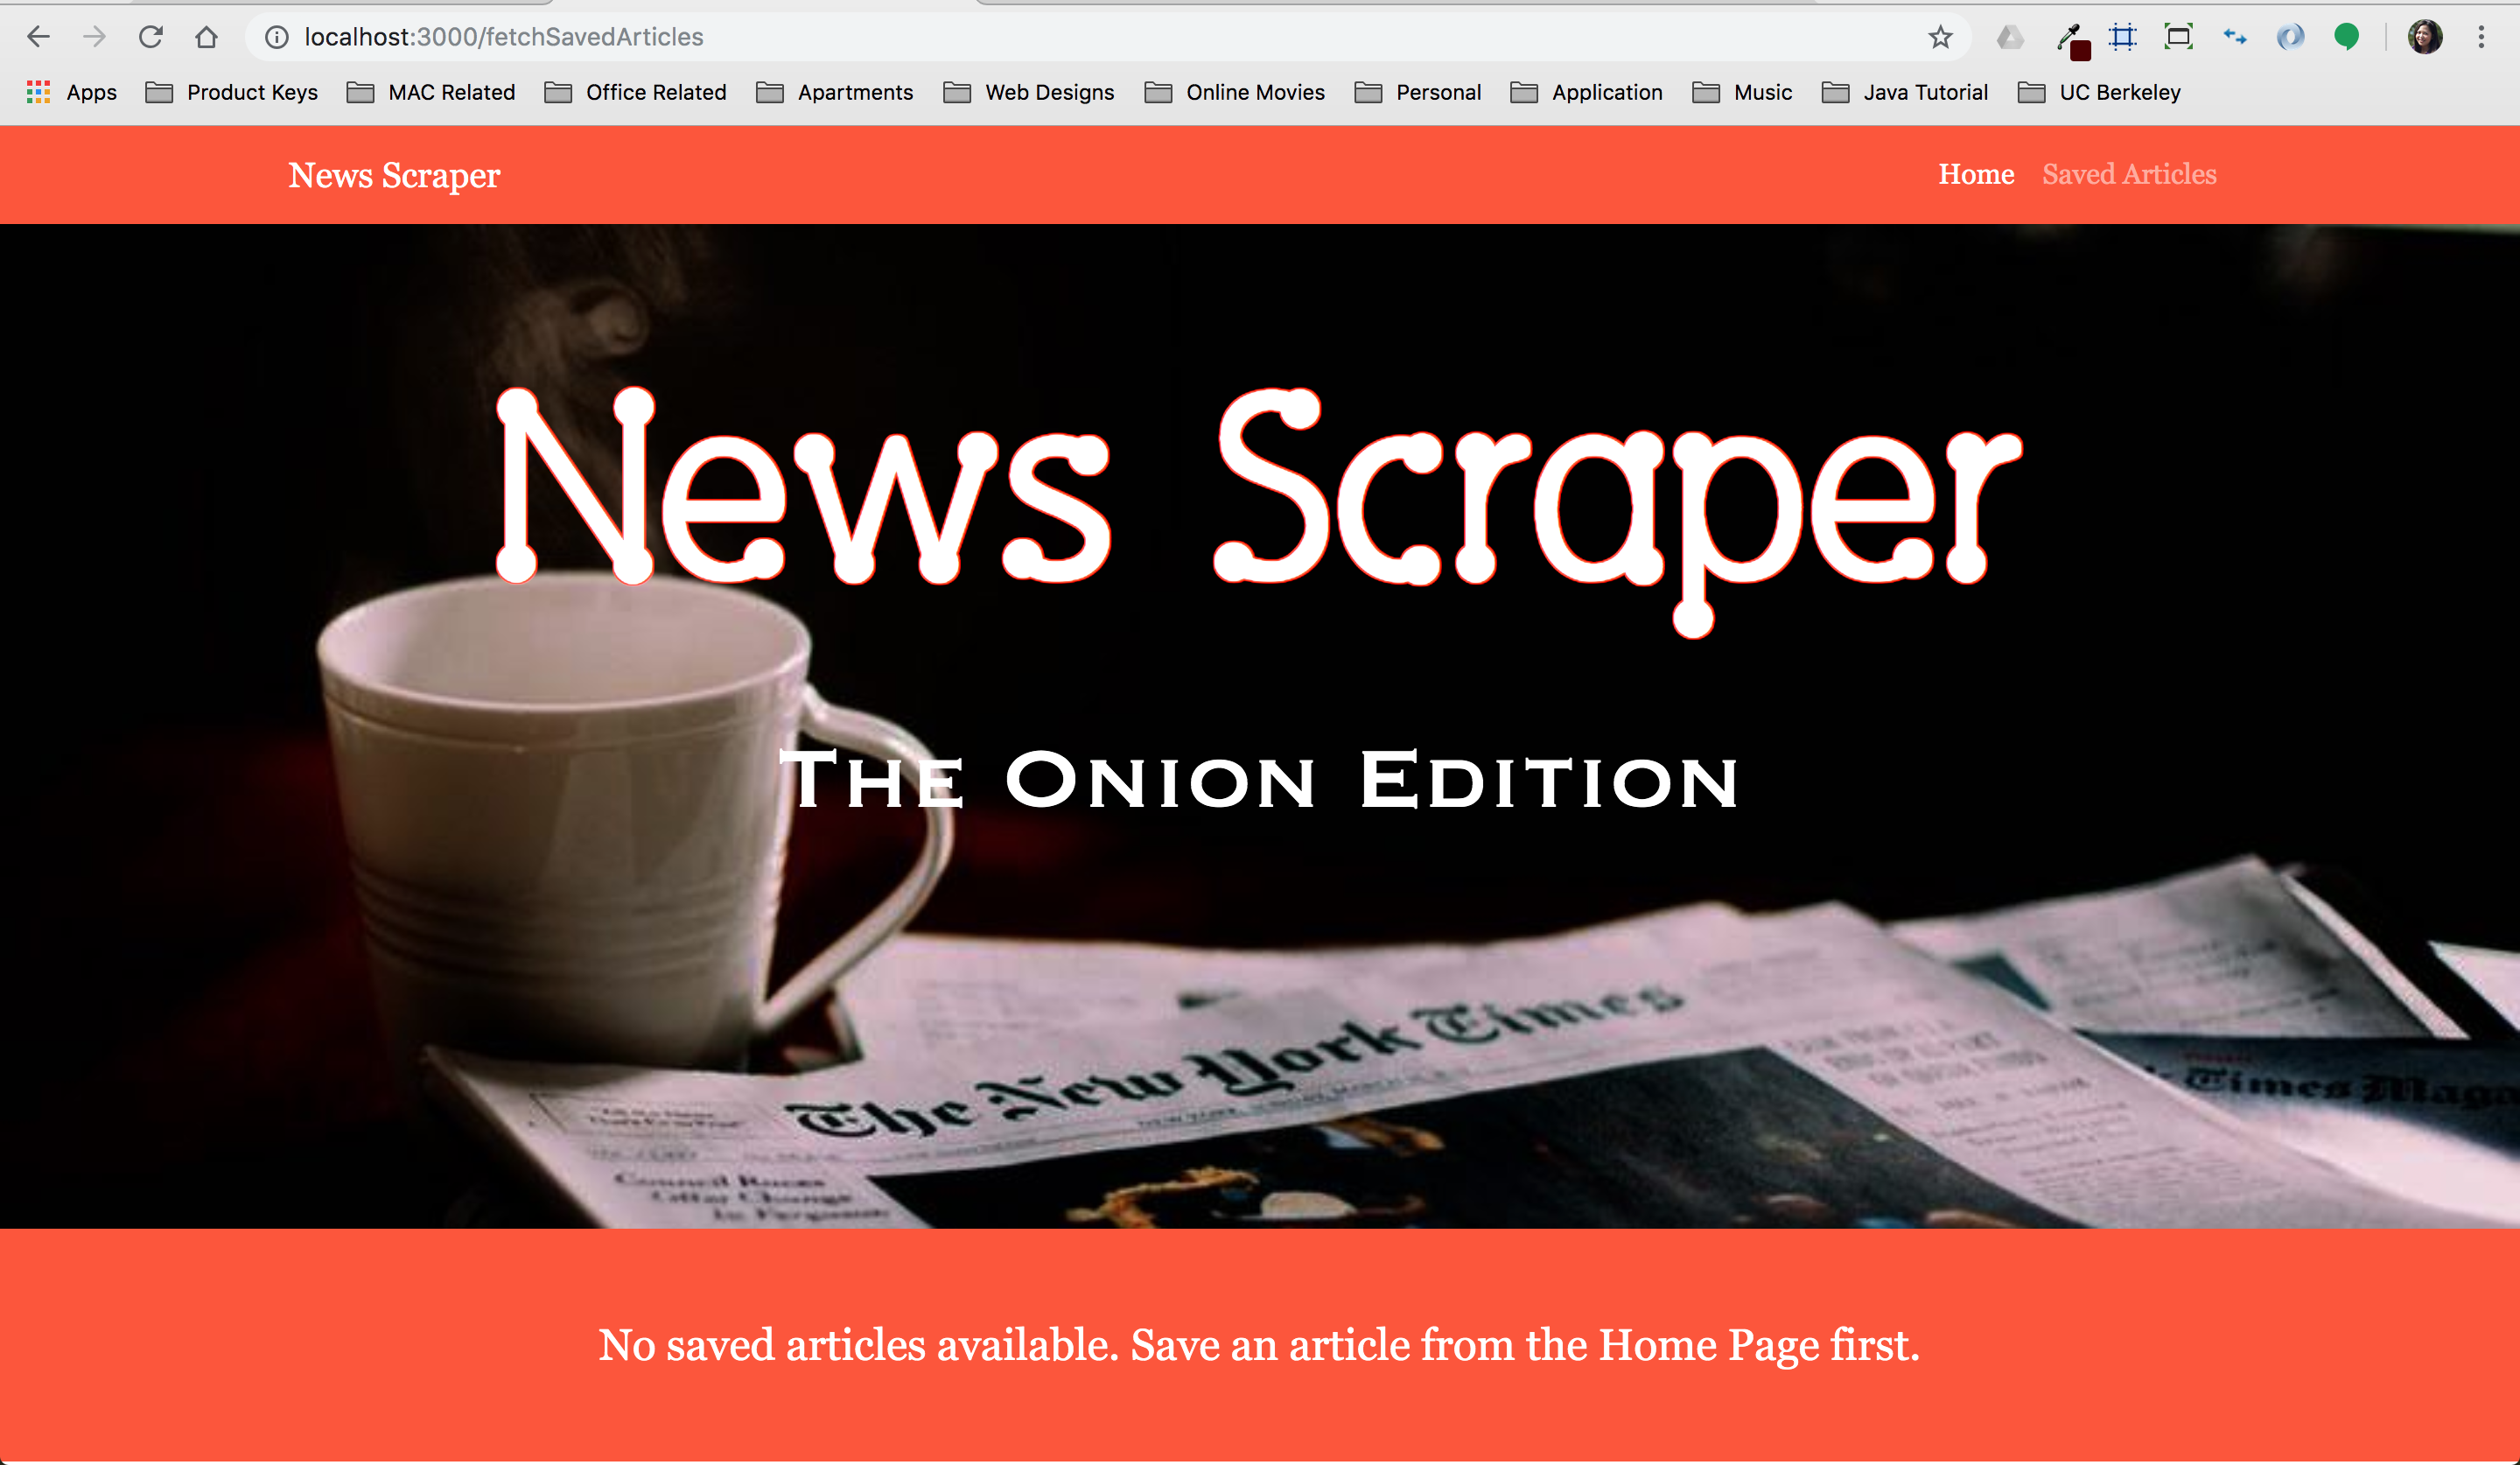 localhost:3000/fetchSavedArticles
Apps Product Keys MAC Related Office Related Apartments Web Designs Online Movies Personal Application Music Java Tutorial UC Berkeley
News Scraper Home Saved Articles
News Scraper
The Onion Edition
The New York Times
Times Maga
No saved articles available. Save an article from the Home Page first.